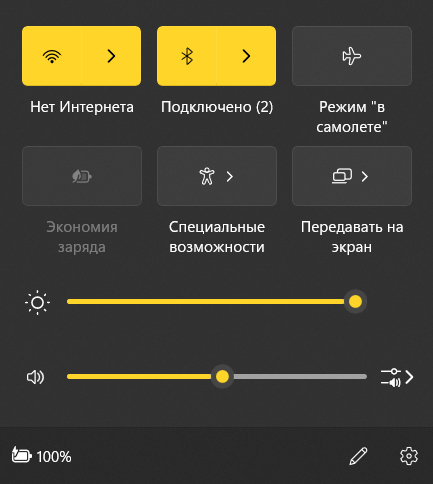 Нет Интернета
Подключено (2)
Режим "в
самолете"
Экономия
заряда
Специальные
возможности
Передавать на
экран
100%